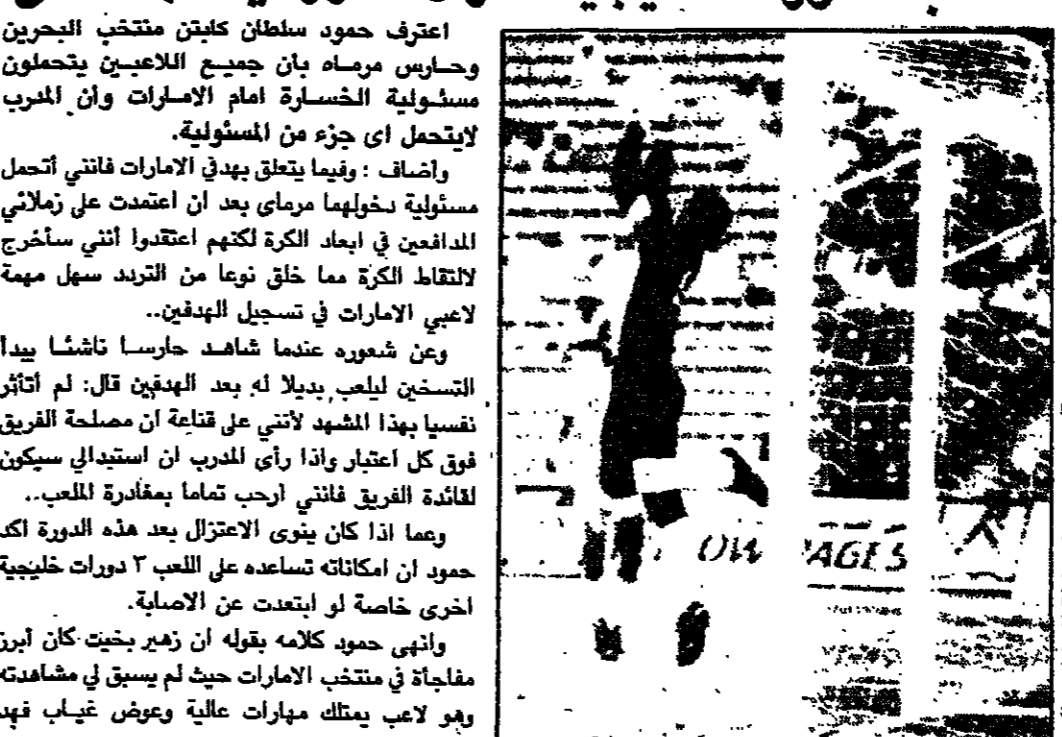 اعترف حمود سلطان كابتن منتخب البحرين
وحارس مرماه بأن جميع اللاعبين يتحملون
مسئولية الخسارة امام الامارات وأن المدرب
لايتحمل اى جزء من المسئولية.
وأضاف : وفيما يتعلق بهدفي الامارات فانني أتحمل
مسئولية دخولهما مرماى بعد ان اعتمدت على زملائي
المدافعين في ابعاد الكرة لكنهم اعتقدوا أنني سأخرج
لالتقاط الكرة مما خلق نوعا من التردد سهل مهمة
لاعبي الامارات في تسجيل الهدفين..
وعن شعوره عندما شاهد حارسا ناشئا يبدأ
التسخين ليلعب بديلا له بعد الهدفين قال: لم أتأثر
نفسيا بهذا المشهد لأنني على قناعة ان مصلحة الفريق
فوق كل اعتبار واذا رأى المدرب ان استبدالي سيكون
لفائدة الفريق فانني ارحب تماما بمغادرة الملعب..
وعما اذا كان ينوى الاعتزال بعد هذه الدورة اكد
حمود ان امكاناته تساعده على اللعب ٣ دورات خليجية
اخرى خاصة لو ابتعدت عن الاصابة.
وانهى حمود كلامه بقوله ان زهير بخيت كان أبرز
مفاجأة في منتخب الامارات حيث لم يسبق لي مشاهدته
وهو لاعب يمتلك مهارات عالية وعوض غياب فهد
OW PAGES